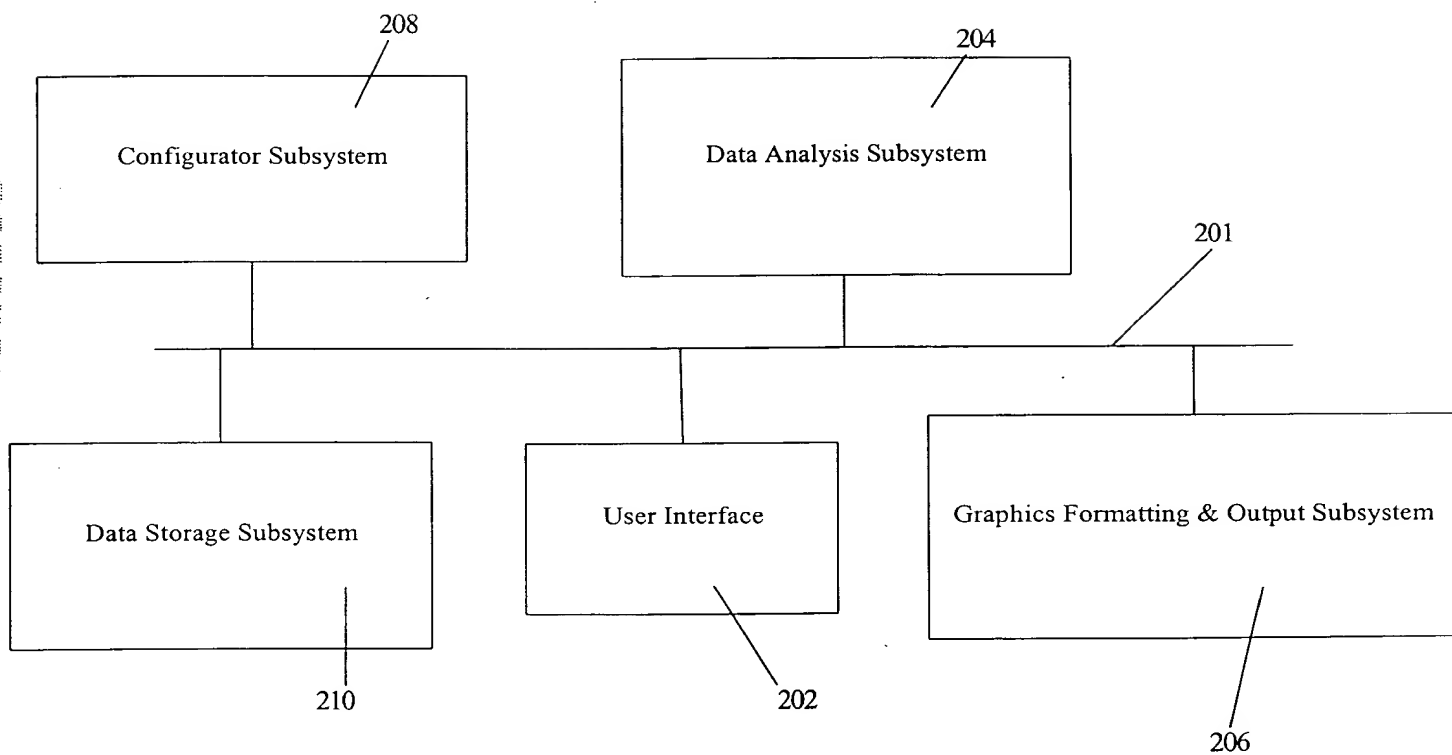 208
204
Configurator Subsystem
Data Analysis Subsystem
201
Data Storage Subsystem
User Interface
Graphics Formatting & Output Subsystem
210
202
206